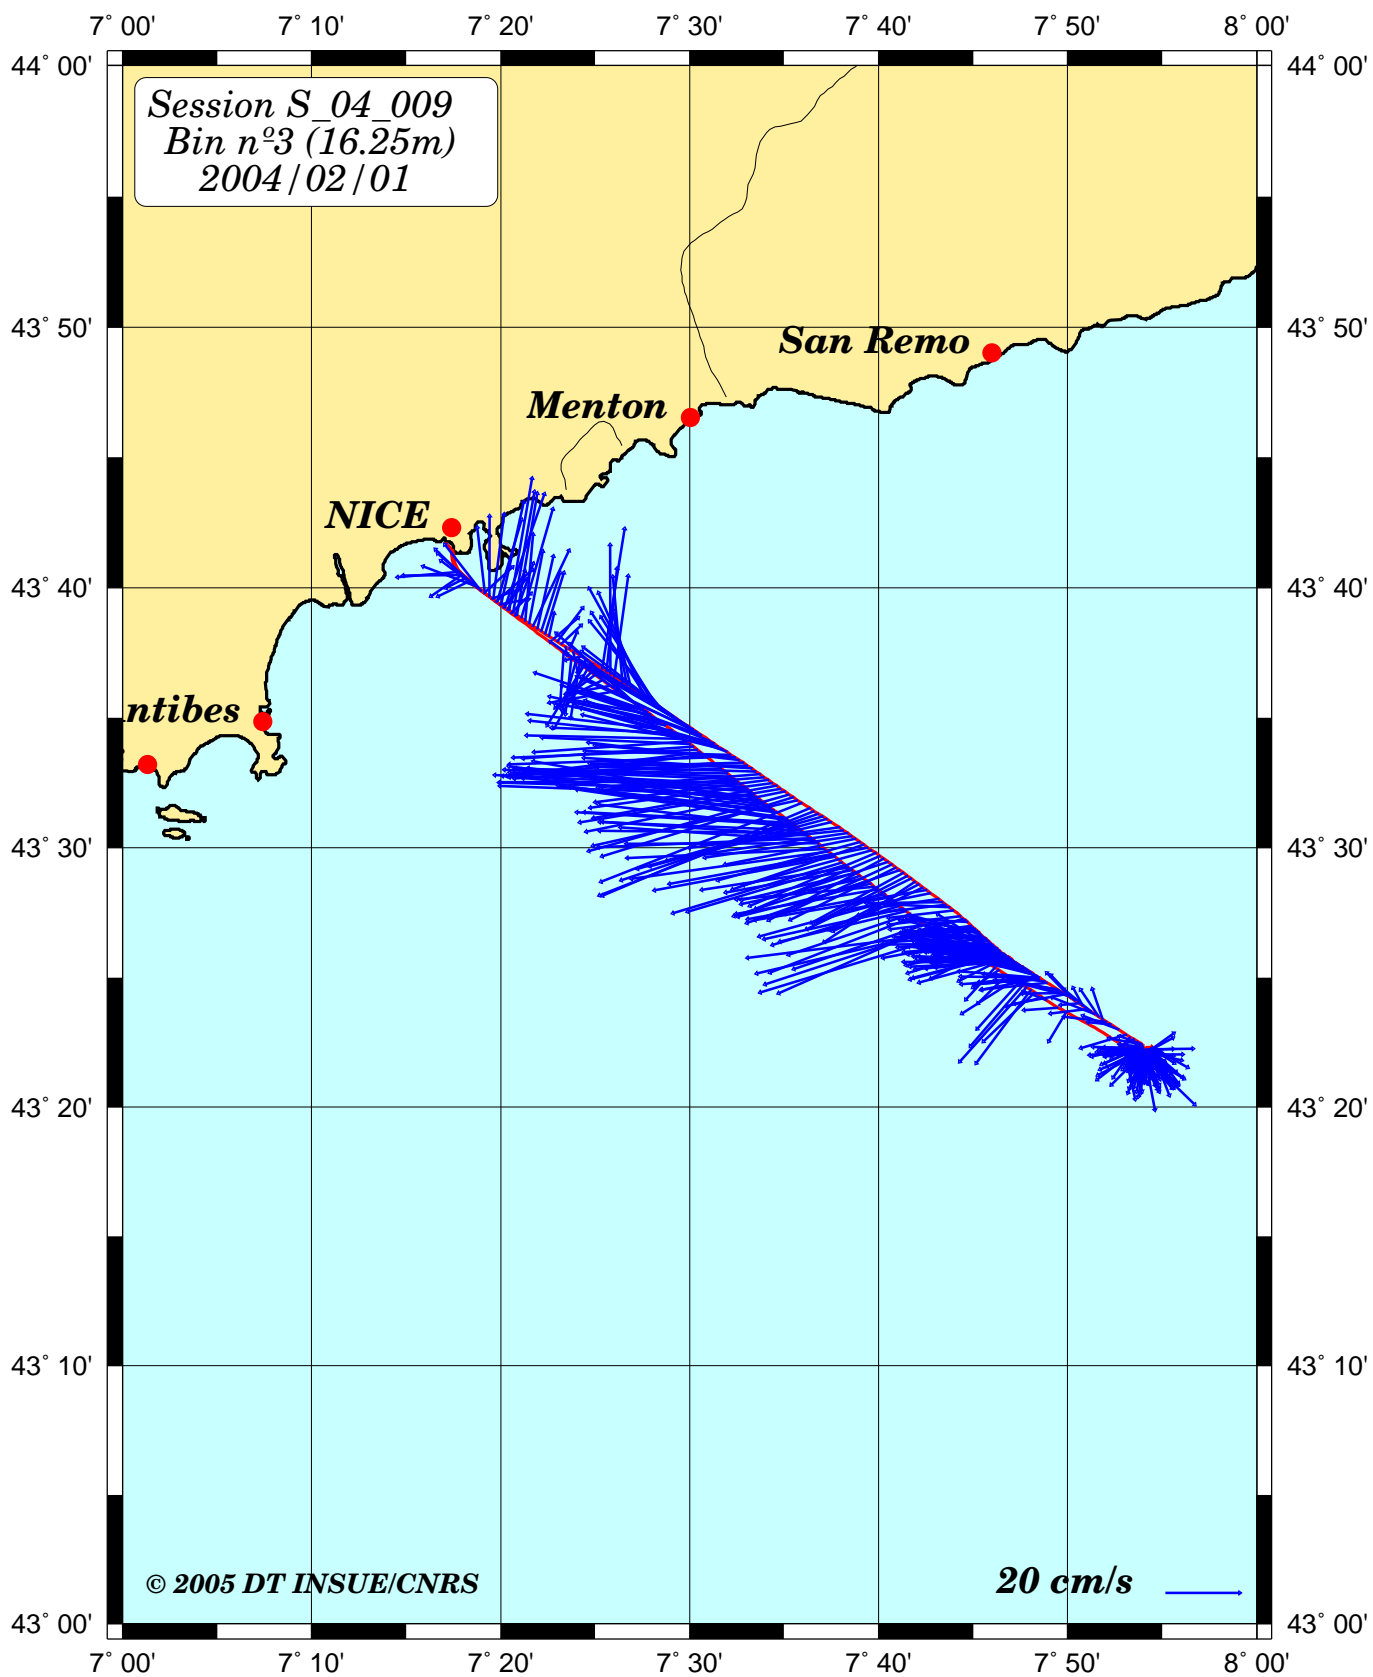 7° 00' 7° 10' 7° 20' 7° 30' 7° 40' 7° 50' 8° 00'
44° 00' 44° 00'
Session S_04_009
Bin nº3 (16.25m)
2004/02/01
43° 50' 43° 50'
San Remo
Menton
NICE
43° 40' 43° 40'
ntibes
43° 30' 43° 30'
43° 20' 43° 20'
43° 10' 43° 10'
© 2005 DT INSUE/CNRS
20 cm/s
43° 00' 43° 00'
7° 00' 7° 10' 7° 20' 7° 30' 7° 40' 7° 50' 8° 00'